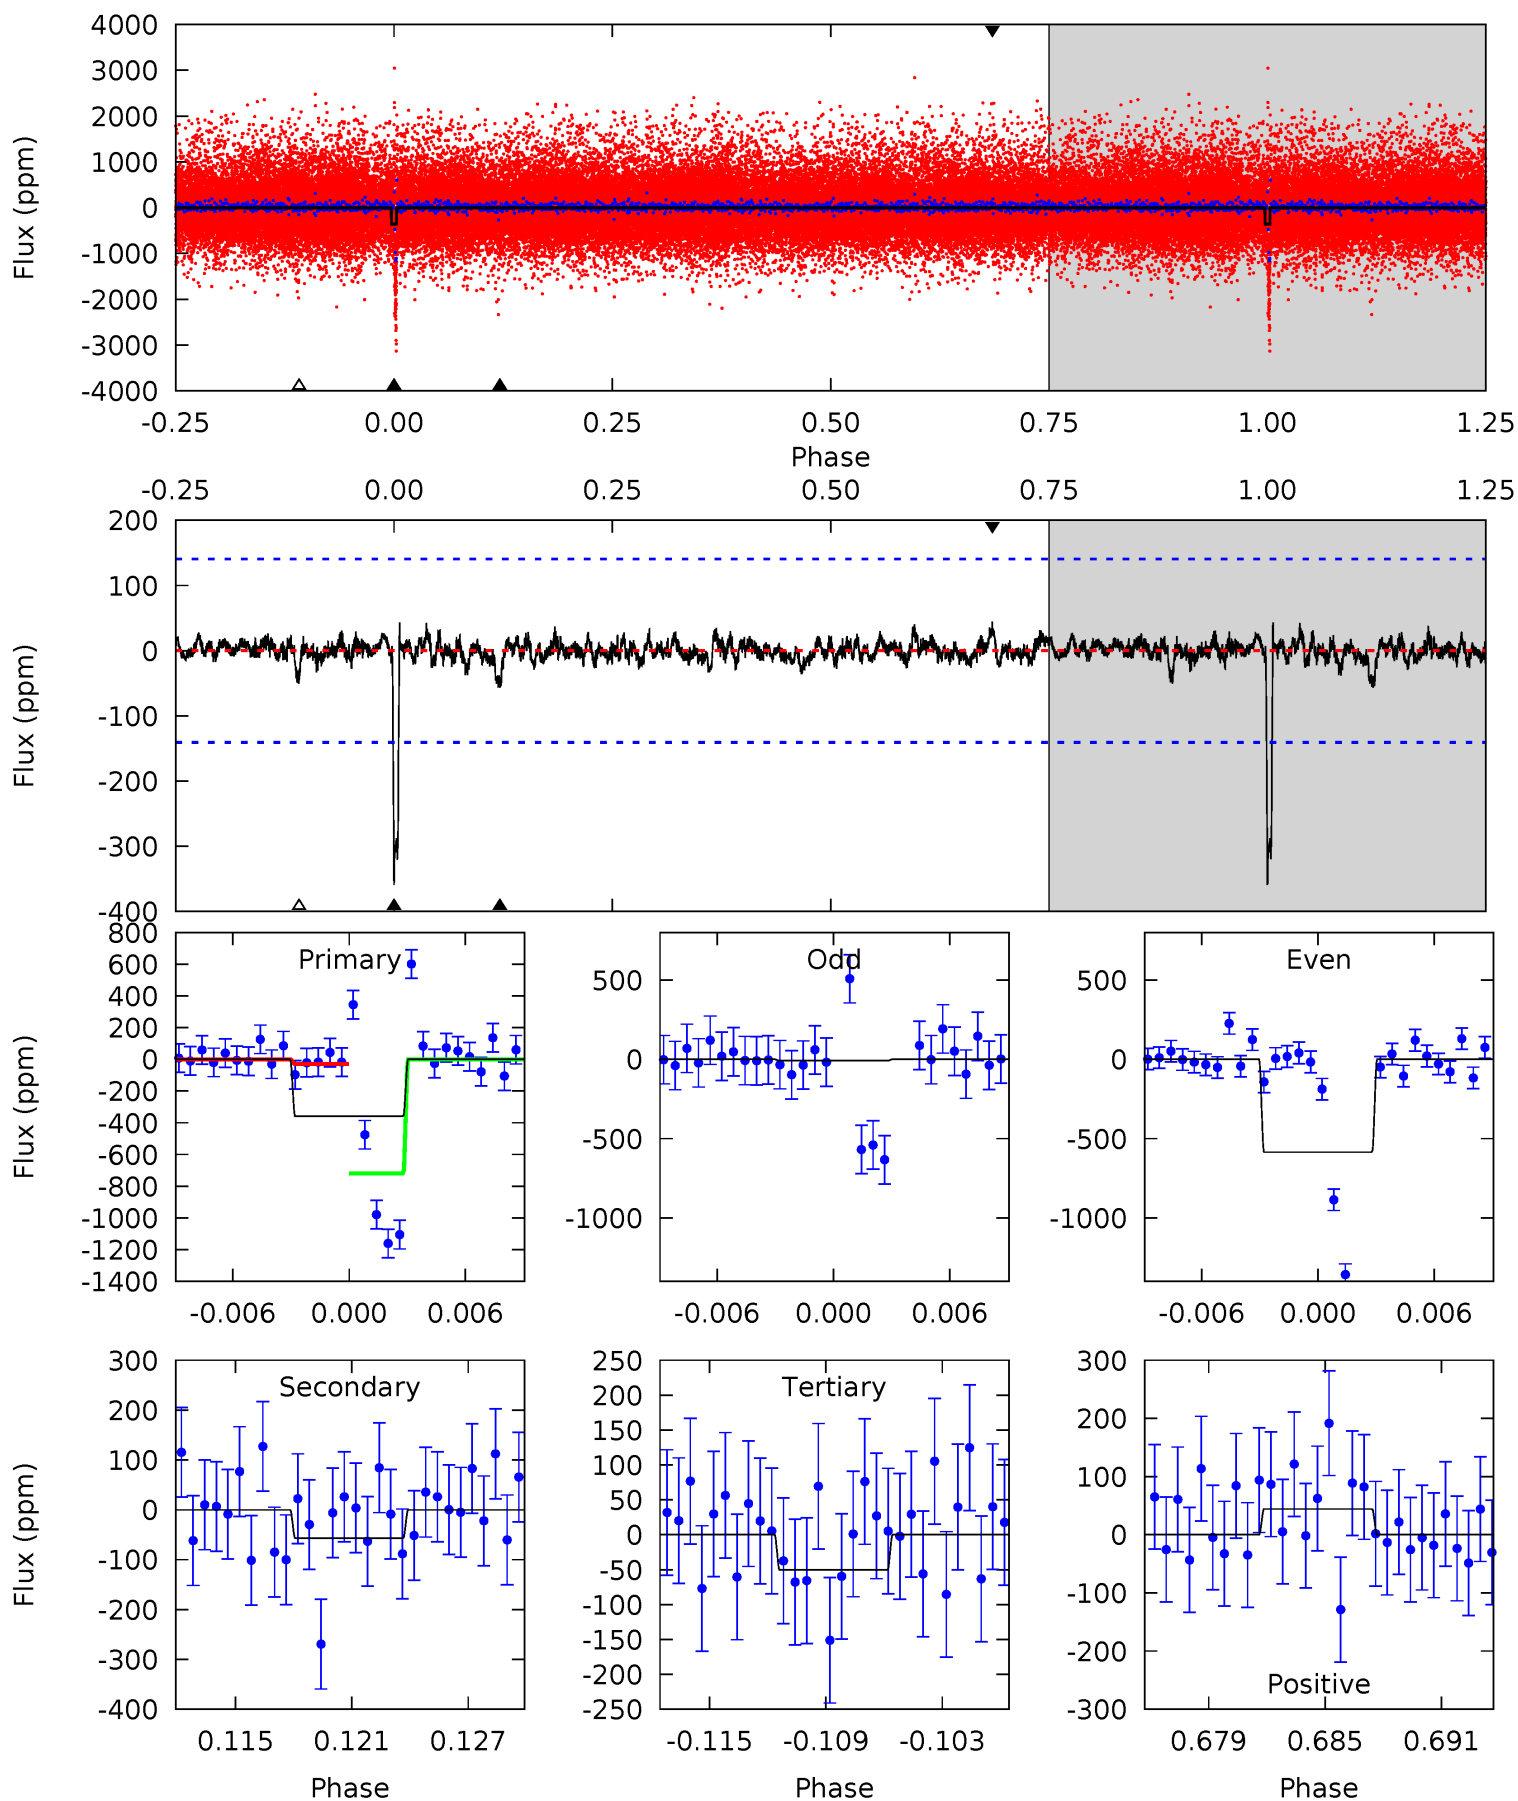 4000
3000
2000
1000
0
-1000
-2000
-3000
-4000
Flux (ppm)
-0.25 0.00 0.25 0.50 0.75 1.00 1.25
Phase
-0.25 0.00 0.25 0.50 0.75 1.00 1.25
200
100
0
-100
-200
-300
-400
Flux (ppm)
Primary
800
600
400
200
0
-200
-400
-600
-800
-1000
-1200
-1400
Flux (ppm)
-0.006 0.000 0.006
Odd
500
0
-500
-1000
-0.006 0.000 0.006
Even
500
0
-500
-1000
-0.006 0.000 0.006
Secondary
300
200
100
0
-100
-200
-300
-400
Flux (ppm)
0.115 0.121 0.127
Phase
Tertiary
250
200
150
100
50
0
-50
-100
-150
-200
-250
-0.115 -0.109 -0.103
Phase
300
200
100
0
-100
-200
-300
Positive
0.679 0.685 0.691
Phase